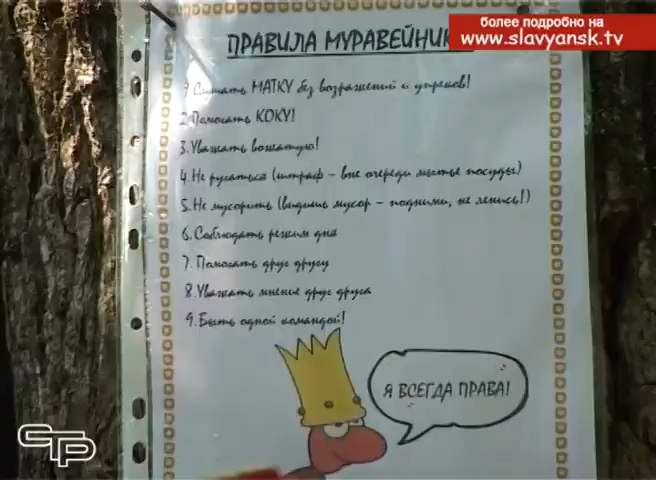 более подробно на
www.slavyansk.tv
ПРАВИЛА МУРАВЕЙНИК
1.Слушать МАТКУ без возражений и упреков!
2.Помогать КОКУ!
3.Уважать вожатую!
4.Не ругаться (штраф - вне очереди мытье посуды)
5.Не мусорить (видишь мусор - подними, не ленись!)
6.Соблюдать режим дня
7.Помогать друг другу
8.Уважать мнение друг друга
9.Быть одной командой!
Я ВСЕГДА ПРАВА!
СТР